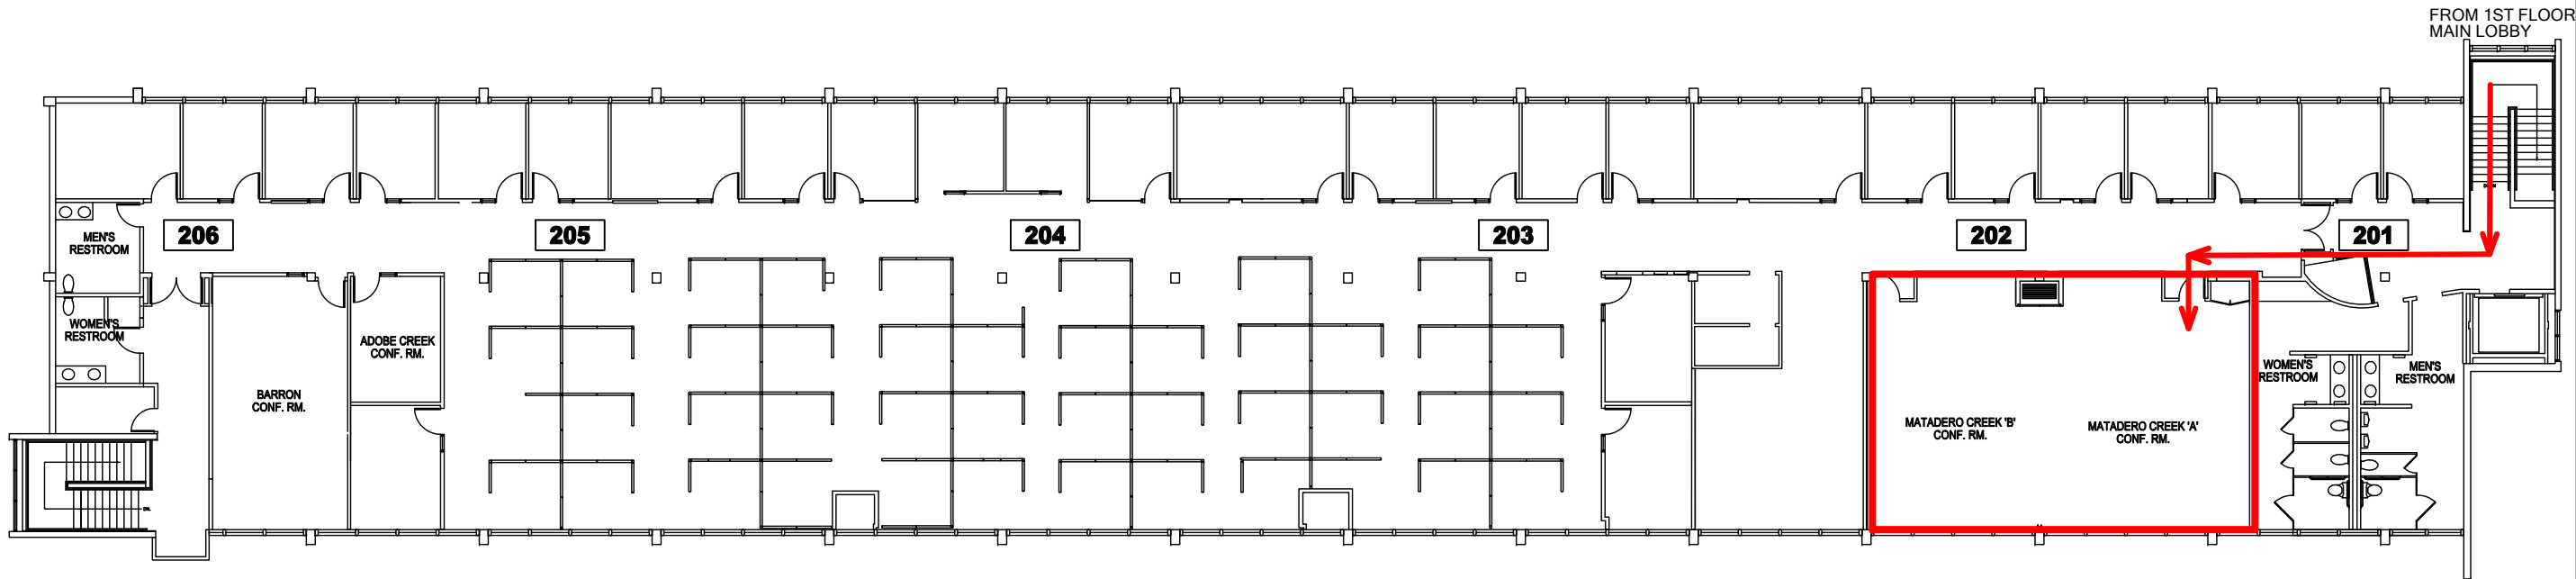 FROM 1ST FLOOR
MAIN LOBBY
206
205
204
203
202
201
MEN'S
RESTROOM
WOMEN'S
RESTROOM
ADOBE CREEK
CONF. RM.
BARRON
CONF. RM.
MATADERO CREEK 'B'
CONF. RM.
MATADERO CREEK 'A'
CONF. RM.
WOMEN'S
RESTROOM
MEN'S
RESTROOM
DN.